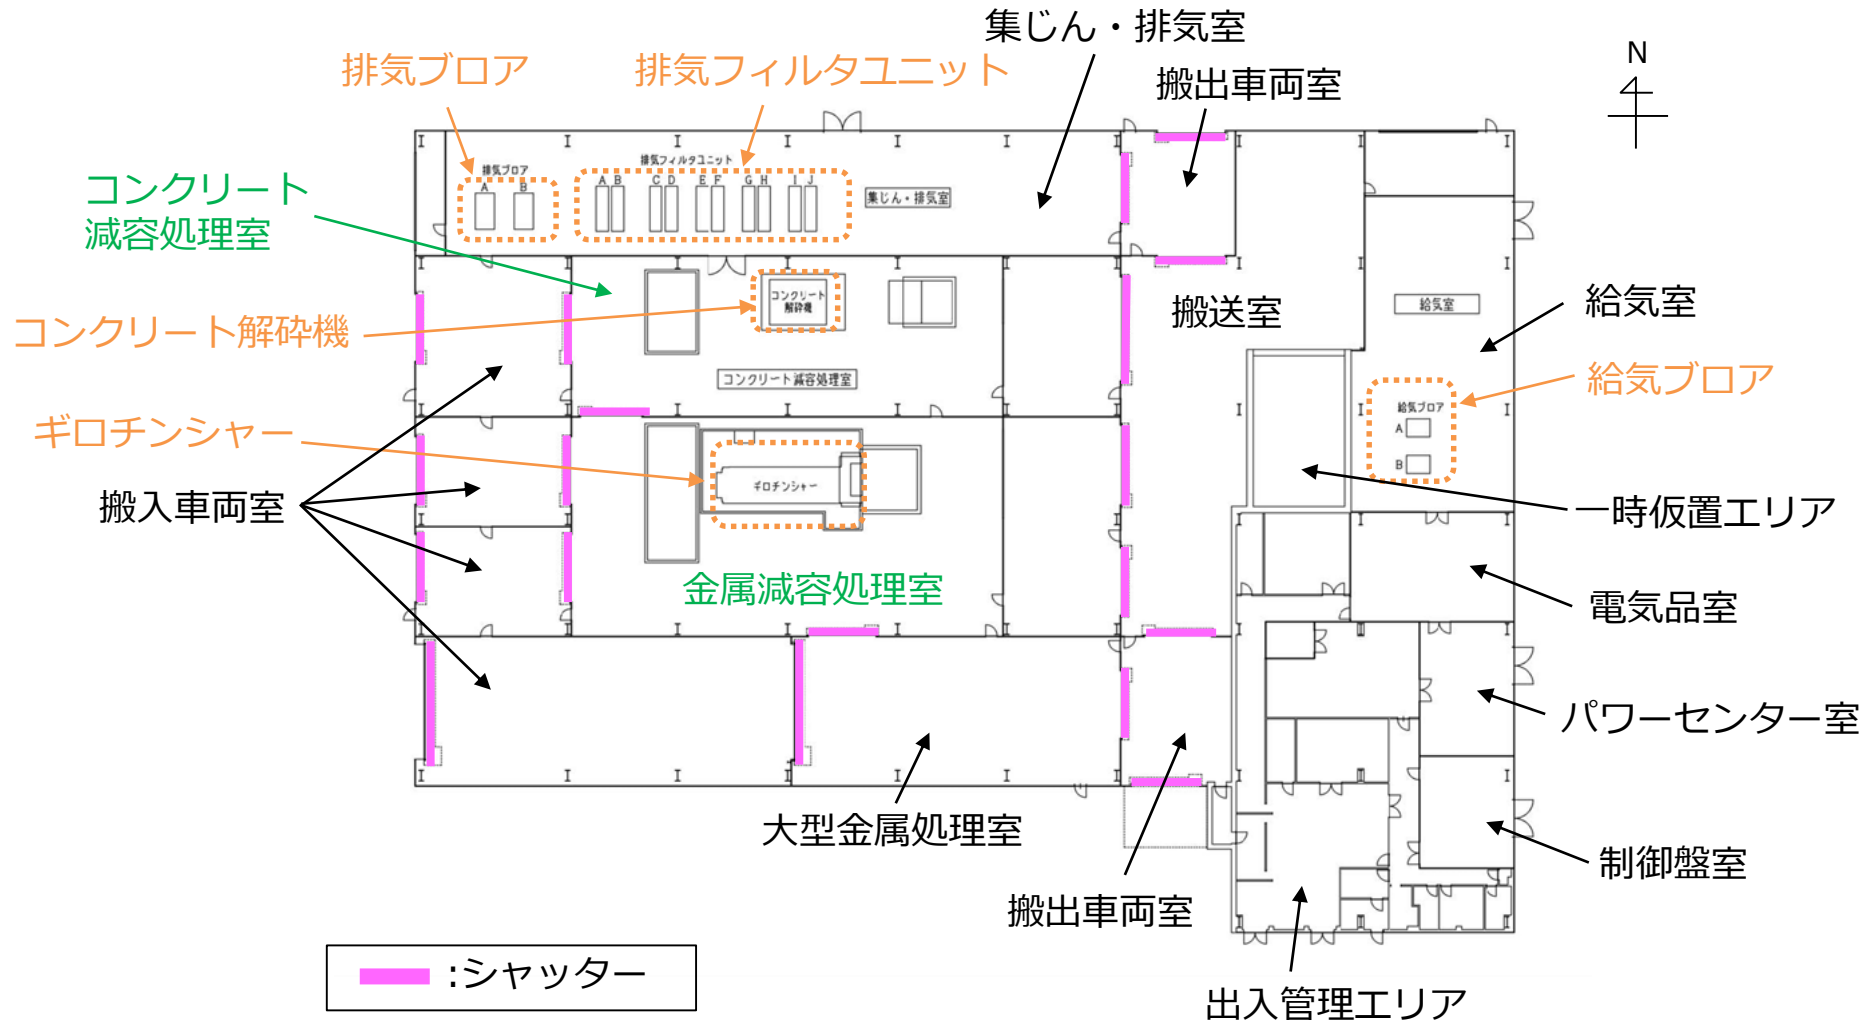 集じん・排気室
排気ブロア
排気フィルタユニット
搬出車両室
N
排気ブロア
A
B
排気フィルタユニット
A B
C D
E F
G H
I J
集じん・排気室
コンクリート
減容処理室
コンクリート
解砕機
搬送室
給気室
給気室
コンクリート解砕機
コンクリート減容処理室
給気ブロア
給気ブロア
A
B
ギロチンシャー
ギロチンシャー
搬入車両室
一時仮置エリア
金属減容処理室
電気品室
パワーセンター室
大型金属処理室
制御盤室
搬出車両室
:シャッター
出入管理エリア